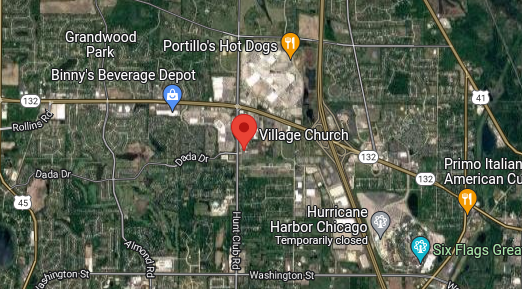 Grandwood
Park
Portillo's Hot Dogs
Binny's Beverage Depot
132
41
Rollins Rd
Village Church
Dada Dr
132
Primo Italian
American Cu
Dada Dr
132
45
Hurricane
Harbor Chicago
Temporarily closed
Hunt Club Rd
Almond Rd
Six Flags Grea
Washington St
Washington St